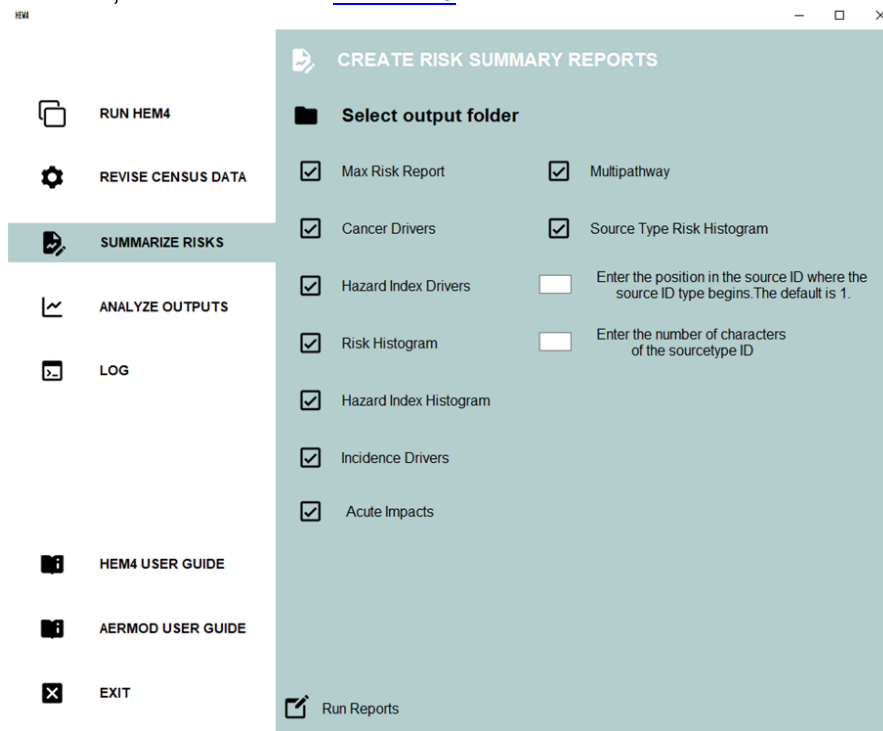 HEM4
CREATE RISK SUMMARY REPORTS
RUN HEM4
REVISE CENSUS DATA
SUMMARIZE RISKS
ANALYZE OUTPUTS
LOG
HEM4 USER GUIDE
AERMOD USER GUIDE
EXIT
Select output folder
Max Risk Report
Cancer Drivers
Hazard Index Drivers
Risk Histogram
Hazard Index Histogram
Incidence Drivers
Acute Impacts
Multipathway
Source Type Risk Histogram
Enter the position in the source ID where the
source ID type begins.The default is 1.
Enter the number of characters
of the sourcetype ID
Run Reports